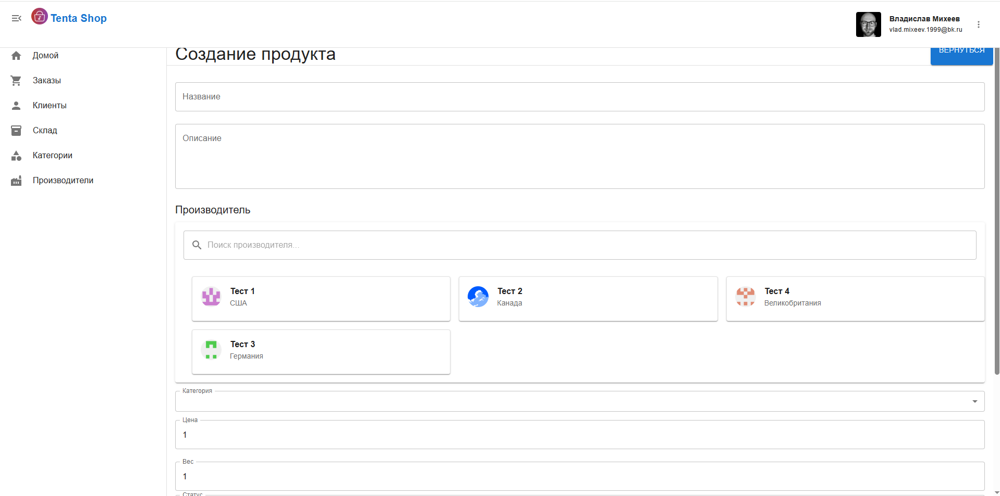 Tenta Shop
Владислав Михеев
vlad.mixeev.1999@bk.ru
Домой
Заказы
Клиенты
Склад
Категории
Производители
Создание продукта
ВЕРНУТЬСЯ
Название
Описание
Производитель
Поиск производителя...
Тест 1
США
Тест 2
Канада
Тест 4
Великобритания
Тест 3
Германия
Категория
Цена
1
Вес
1
Статус